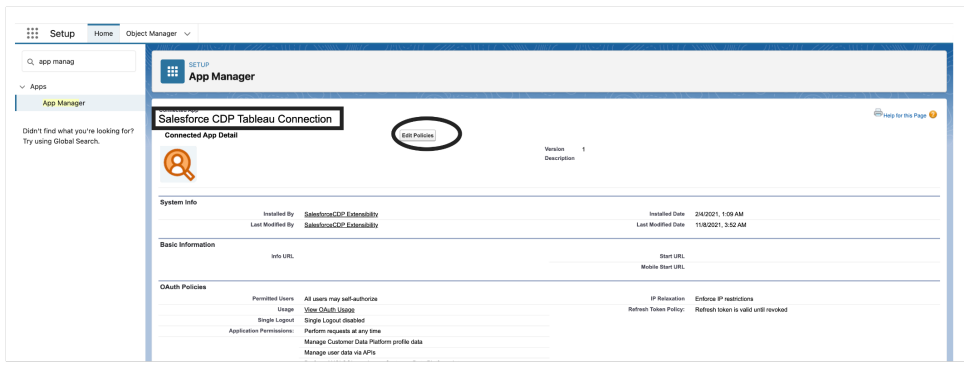 Setup Home Object Manager
app manag
Apps
App Manager
Didn't find what you're looking for?
Try using Global Search.
SETUP
App Manager
Connected App
Salesforce CDP Tableau Connection
Help for this Page
Connected App Detail
Edit Policies
Version 1
Description
System Info
Installed By SalesforceCDP Extensibility Installed Date 2/4/2021, 1:09 AM
Last Modified By SalesforceCDP Extensibility Last Modified Date 11/8/2021, 3:52 AM
Basic Information
Info URL Start URL
Mobile Start URL
OAuth Policies
Permitted Users All users may self-authorize IP Relaxation Enforce IP restrictions
Usage View OAuth Usage Refresh Token Policy: Refresh token is valid until revoked
Single Logout Single Logout disabled
Application Permissions: Perform requests at any time
Manage Customer Data Platform profile data
Manage user data via APIs